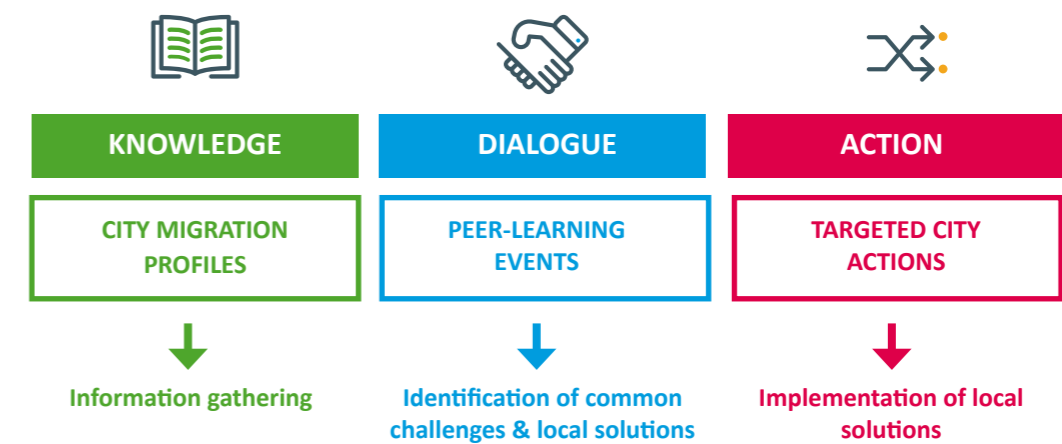 KNOWLEDGE
DIALOGUE
ACTION
CITY MIGRATION
PROFILES
PEER-LEARNING
EVENTS
TARGETED CITY
ACTIONS
Information gathering
Identification of common
challenges & local solutions
Implementation of local
solutions